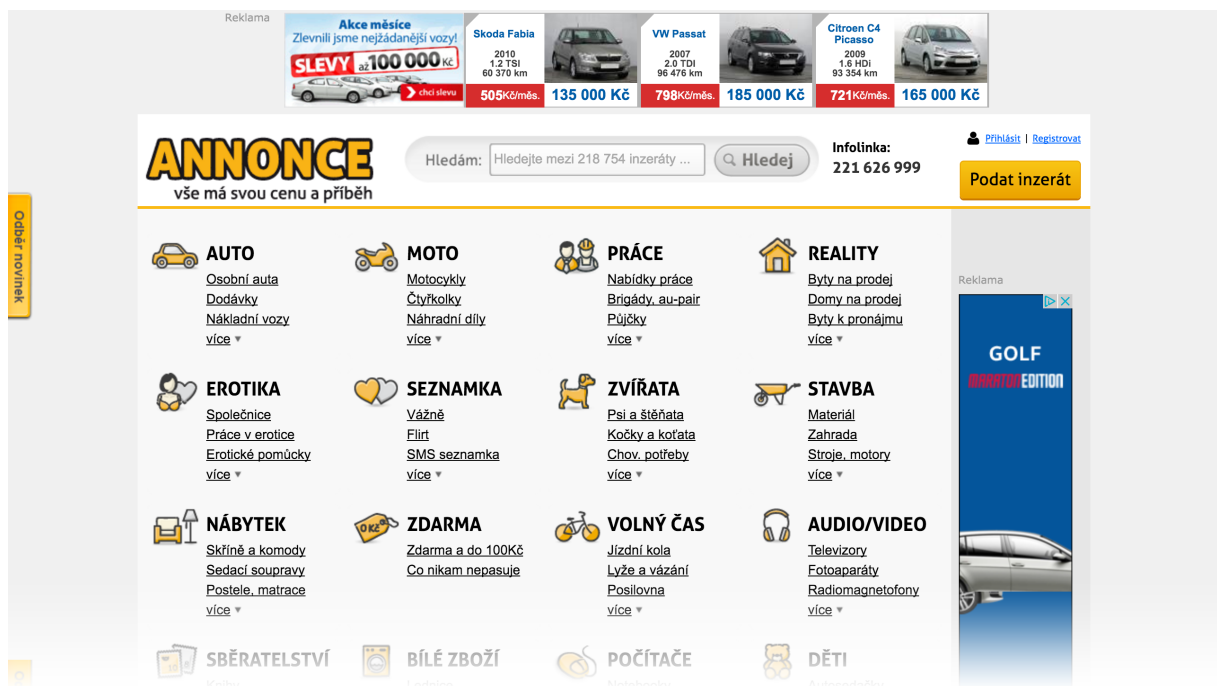 Reklama
Akce měsíce
Zlevnili jsme nejžádanější vozy!
SLEVY až 100 000 Kč
chci slevu
Skoda Fabia
2010
1.2 TSI
60 370 km
505Kč/měs. 135 000 Kč
VW Passat
2007
2.0 TDI
96 476 km
798Kč/měs. 185 000 Kč
Citroen C4
Picasso
2009
1.6 HDi
93 354 km
721Kč/měs. 165 000 Kč
ANNONCE
vše má svou cenu a příběh
Hledám: Hledejte mezi 218 754 inzeráty ... Hledej
Infolinka:
221 626 999
Přihlásit | Registrovat
Podat inzerát
Odběr novinek
AUTO
Osobní auta
Dodávky
Nákladní vozy
více
MOTO
Motocykly
Čtyřkolky
Náhradní díly
více
PRÁCE
Nabídky práce
Brigády, au-pair
Půjčky
více
REALITY
Byty na prodej
Domy na prodej
Byty k pronájmu
více
EROTIKA
Společnice
Práce v erotice
Erotické pomůcky
více
SEZNAMKA
Vážně
Flirt
SMS seznamka
více
ZVÍŘATA
Psi a štěňata
Kočky a koťata
Chov. potřeby
více
STAVBA
Materiál
Zahrada
Stroje, motory
více
NÁBYTEK
Skříně a komody
Sedací soupravy
Postele, matrace
více
0 Kč
ZDARMA
Zdarma a do 100Kč
Co nikam nepasuje
VOLNÝ ČAS
Jízdní kola
Lyže a vázání
Posilovna
více
AUDIO/VIDEO
Televizory
Fotoaparáty
Radiomagnetofony
více
SBĚRATELSTVÍ
Knihy
BÍLÉ ZBOŽÍ
Lednice
POČÍTAČE
Notebooky
DĚTI
Reklama
GOLF
MARATON EDITION